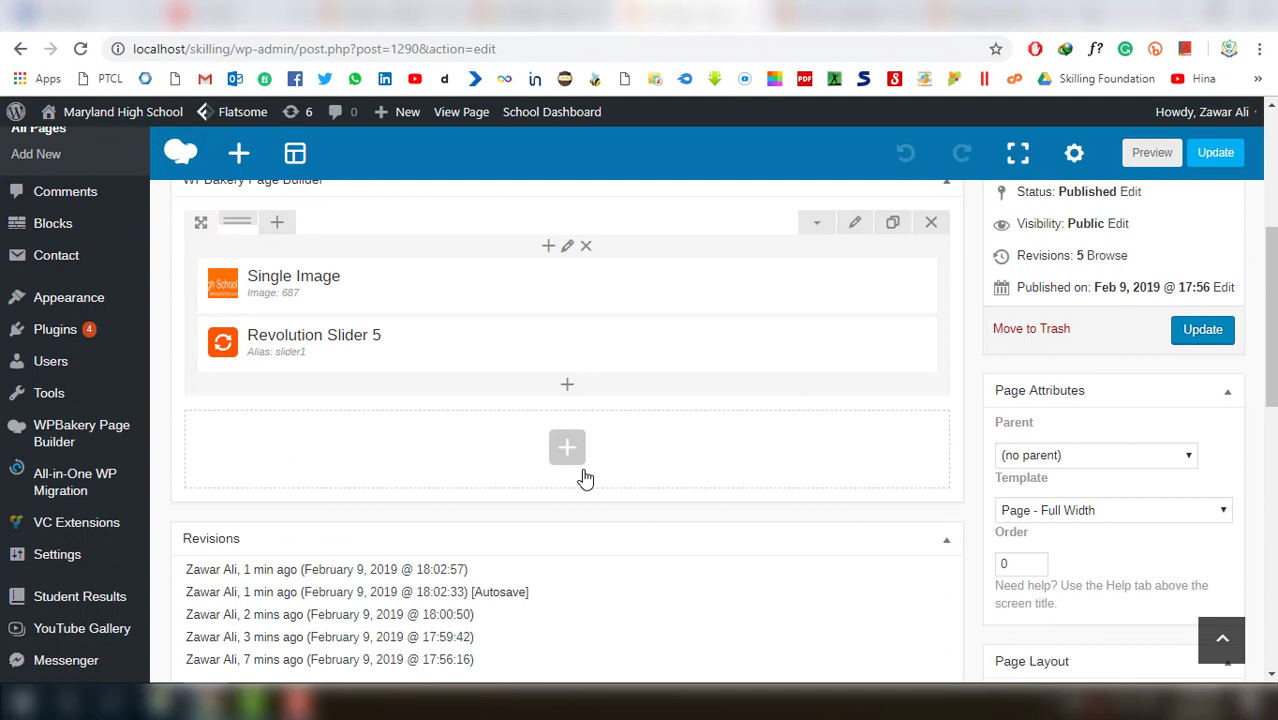 localhost/skilling/wp-admin/post.php?post=1290&action=edit
Apps
PTCL
Skilling Foundation
Hina
Maryland High School
Flatsome
6
0
New
View Page
School Dashboard
Howdy, Zawar Ali
All Pages
Add New
Comments
Blocks
Contact
Appearance
Plugins 4
Users
Tools
WPBakery Page
Builder
All-in-One WP
Migration
VC Extensions
Settings
Student Results
YouTube Gallery
Messenger
Preview
Update
WPBakery Page Builder
Single Image
Image: 687
Revolution Slider 5
Alias: slider1
Revisions
Zawar Ali, 1 min ago (February 9, 2019 @ 18:02:57)
Zawar Ali, 1 min ago (February 9, 2019 @ 18:02:33) [Autosave]
Zawar Ali, 2 mins ago (February 9, 2019 @ 18:00:50)
Zawar Ali, 3 mins ago (February 9, 2019 @ 17:59:42)
Zawar Ali, 7 mins ago (February 9, 2019 @ 17:56:16)
Status: Published Edit
Visibility: Public Edit
Revisions: 5 Browse
Published on: Feb 9, 2019 @ 17:56 Edit
Move to Trash
Update
Page Attributes
Parent
(no parent)
Template
Page - Full Width
Order
0
Need help? Use the Help tab above the
screen title.
Page Layout